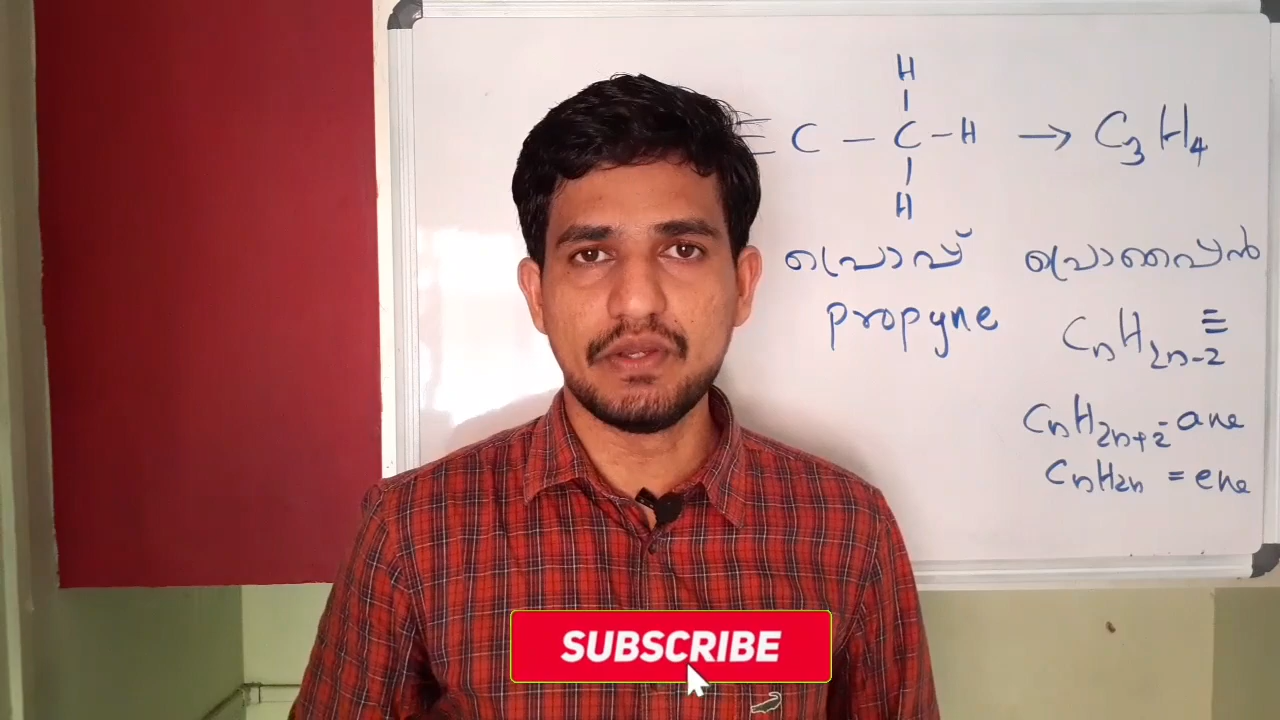 H
|
≡ C – C – H → C₃H₄
|
H
പ്രൊപ് പ്രൊപൈൻ
propyne CnH2n-2 ≡
CnH2n+2 - ane
CnH2n = ene
SUBSCRIBE